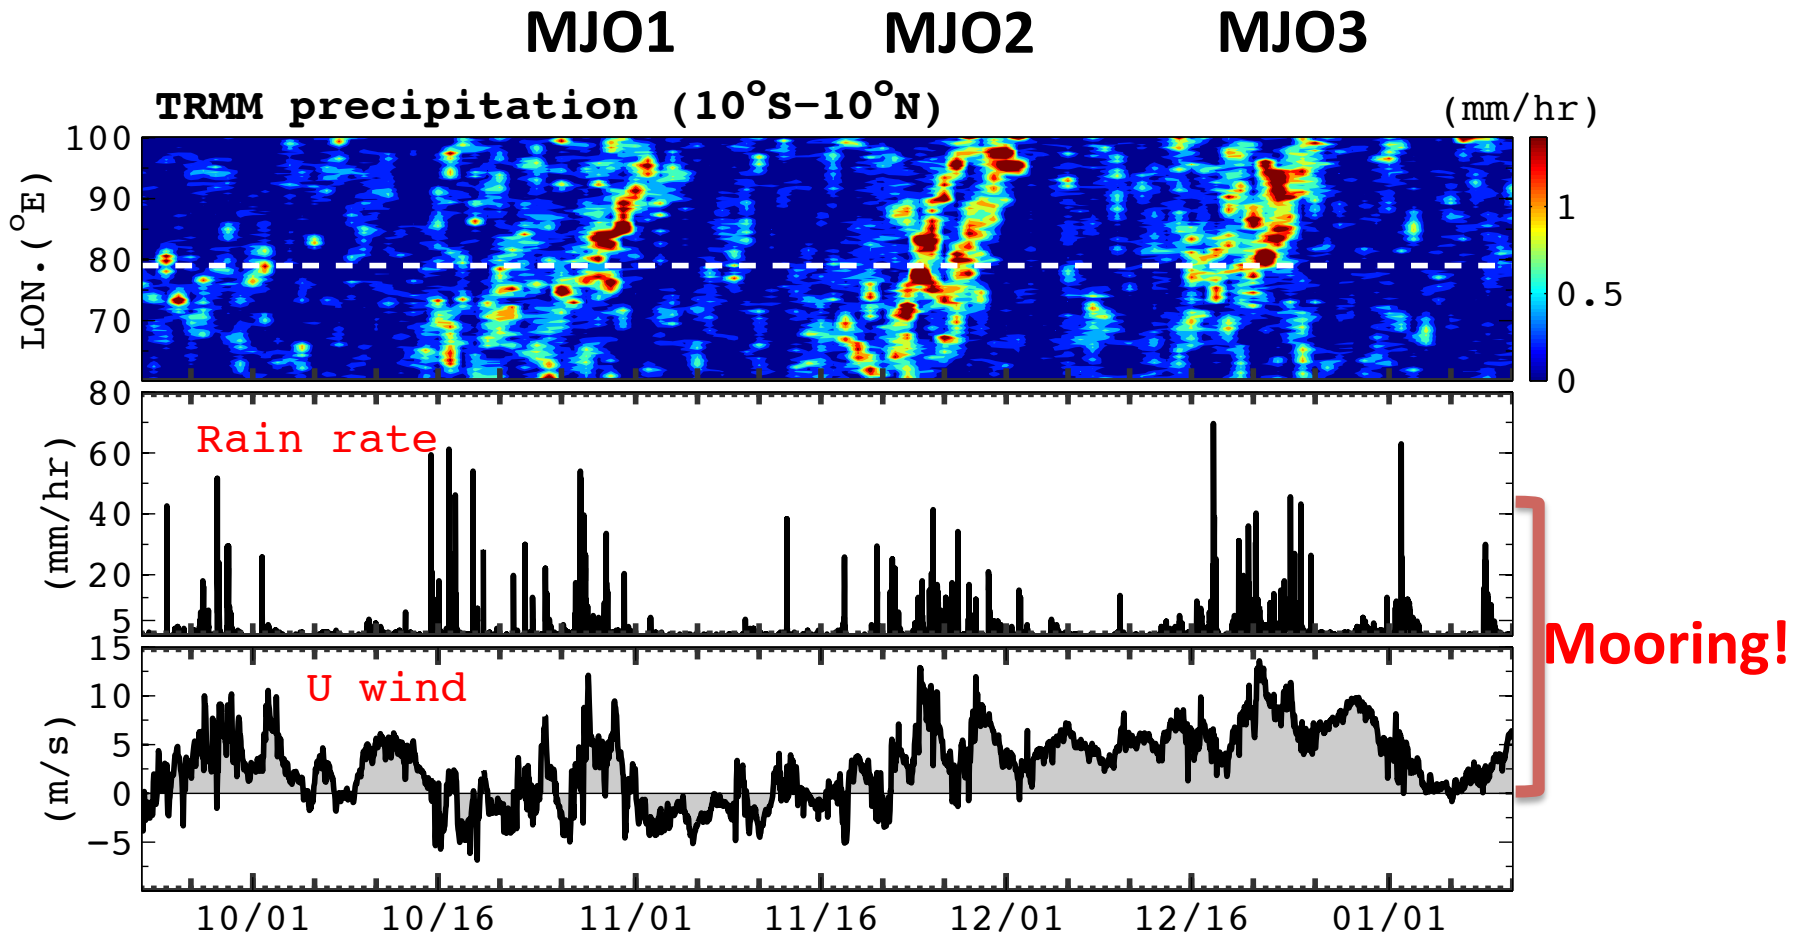 MJO1 MJO2 MJO3
TRMM precipitation (10°S−10°N) (mm/hr)
100
90
80
70
LON.(°E)
1
0.5
0
80
60
40
20
5
(mm/hr)
Rain rate
Mooring!
15
10
5
0
−5
(m/s)
U wind
10/01 10/16 11/01 11/16 12/01 12/16 01/01